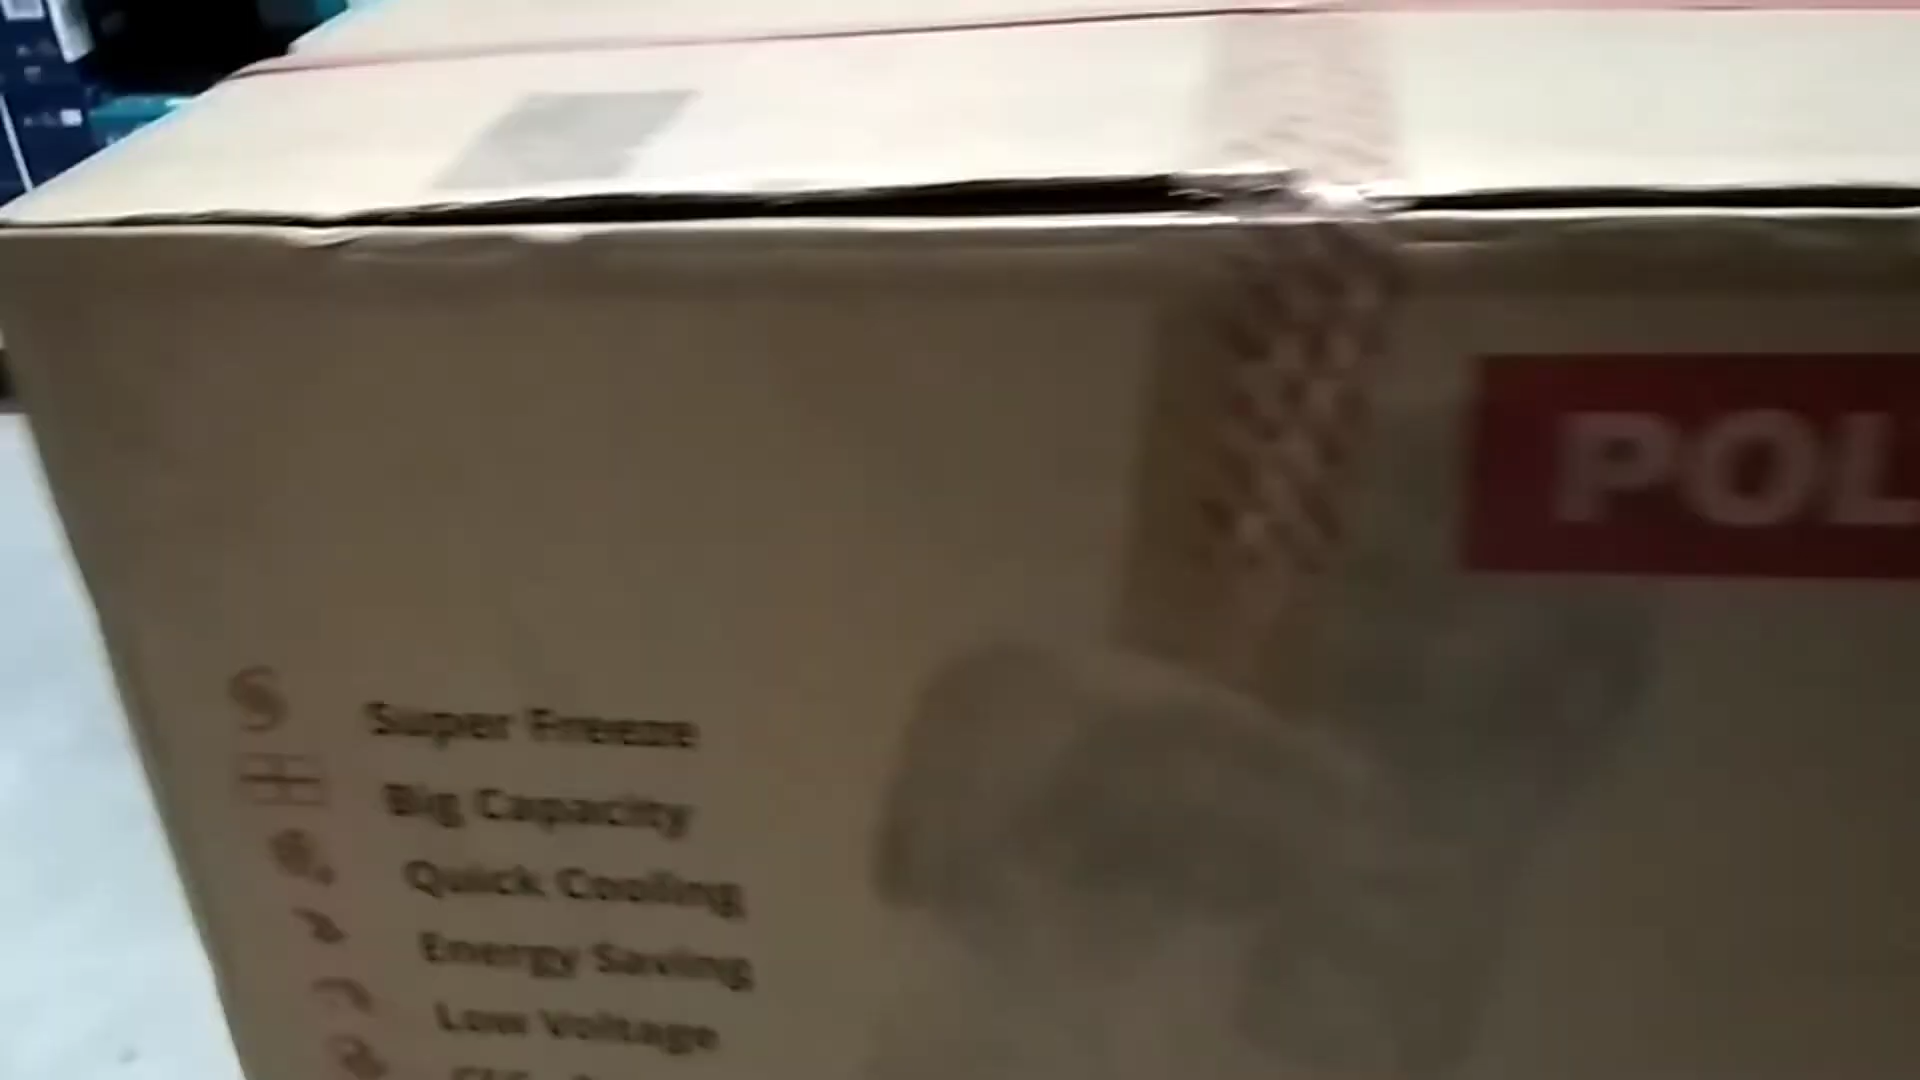 POL
Super Freeze
Big Capacity
Quick Cooling
Energy Saving
Low Voltage